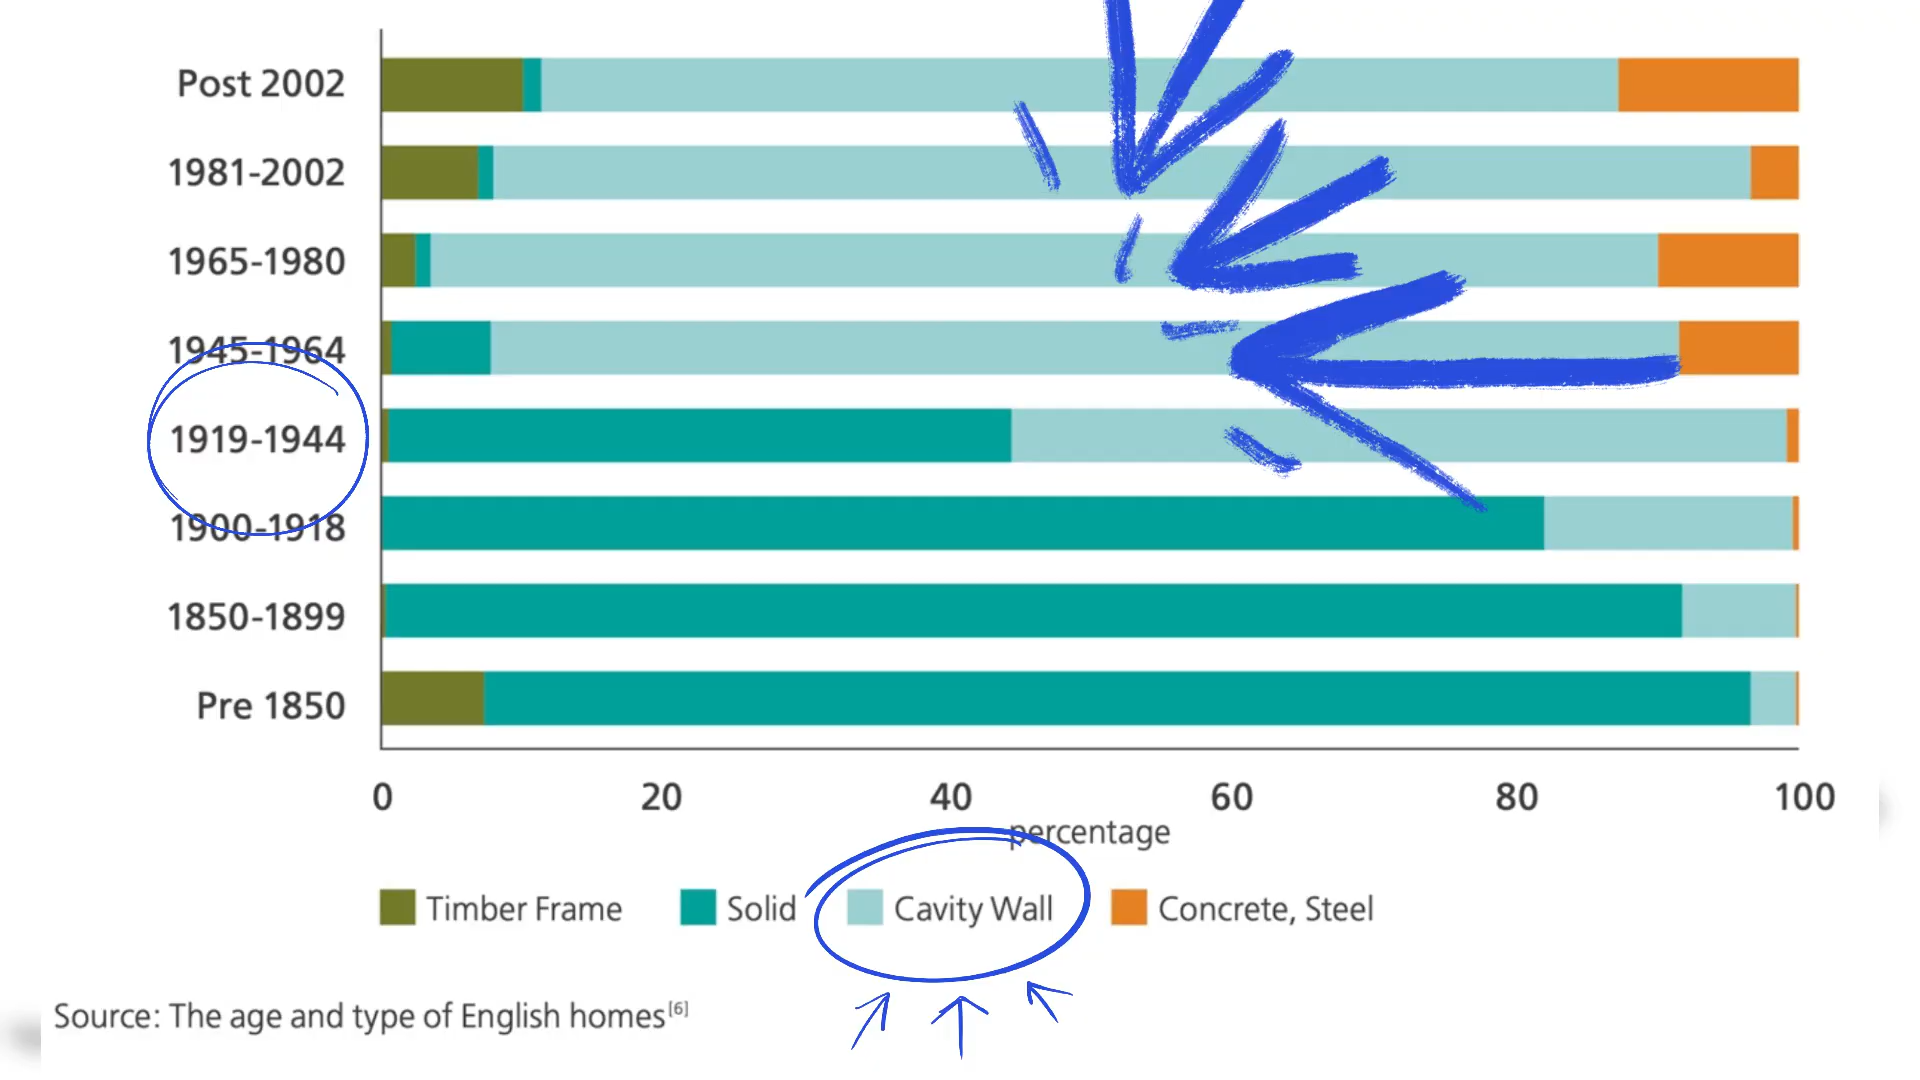 Post 2002
1981-2002
1965-1980
1945-1964
1919-1944
1900-1918
1850-1899
Pre 1850
0 20 40 60 80 100
percentage
Timber Frame Solid Cavity Wall Concrete, Steel
Source: The age and type of English homes[6]